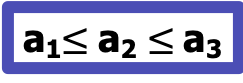 a₁≤ a₂ ≤ a₃